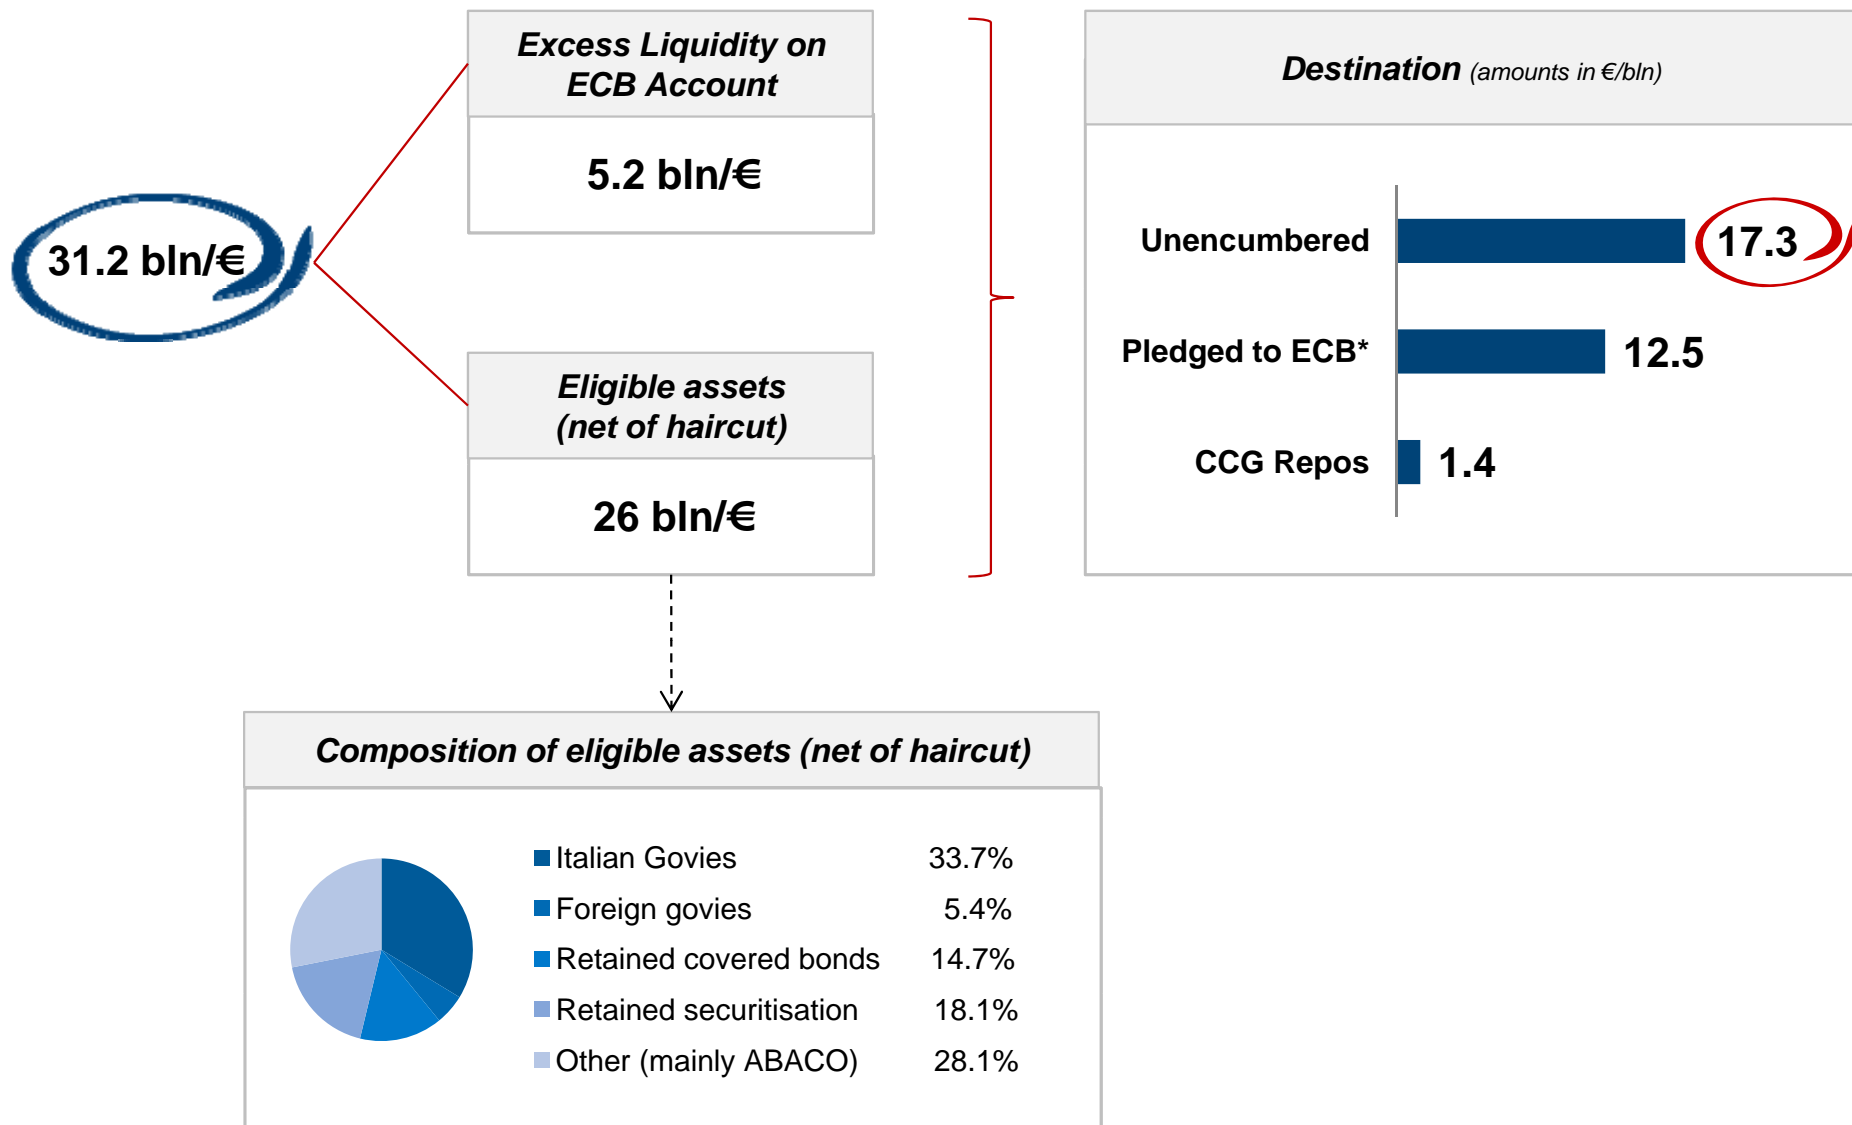 31.2 bln/€
Excess Liquidity on
ECB Account
5.2 bln/€
Eligible assets
(net of haircut)
26 bln/€
Destination (amounts in €/bln)
Unencumbered 17.3
Pledged to ECB* 12.5
CCG Repos 1.4
Composition of eligible assets (net of haircut)
Italian Govies 33.7%
Foreign govies 5.4%
Retained covered bonds 14.7%
Retained securitisation 18.1%
Other (mainly ABACO) 28.1%